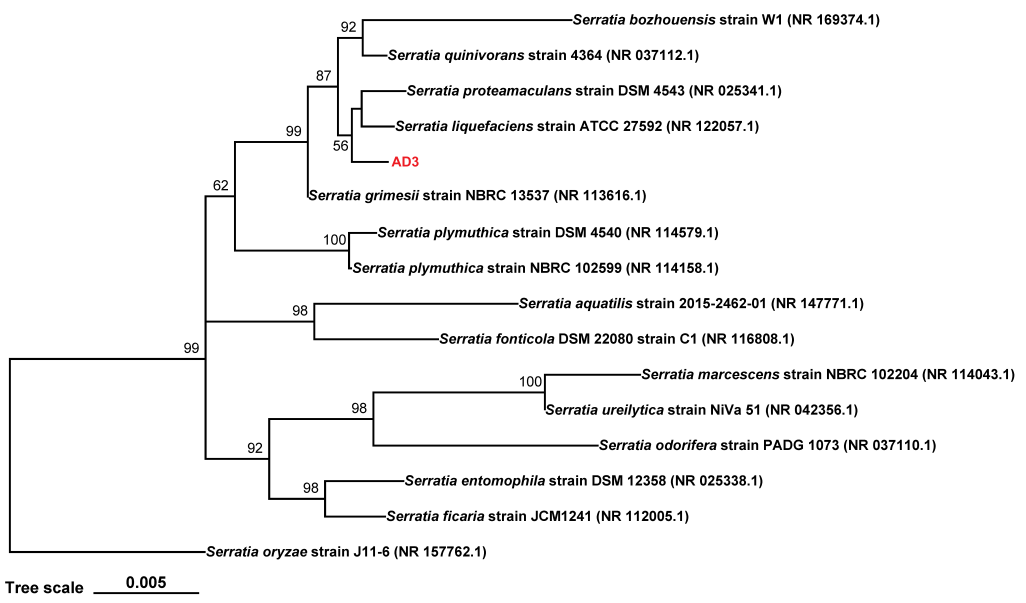 92
Serratia bozhouensis strain W1 (NR 169374.1)
Serratia quinivorans strain 4364 (NR 037112.1)
87
Serratia proteamaculans strain DSM 4543 (NR 025341.1)
Serratia liquefaciens strain ATCC 27592 (NR 122057.1)
99
56
AD3
62
Serratia grimesii strain NBRC 13537 (NR 113616.1)
Serratia plymuthica strain DSM 4540 (NR 114579.1)
100
Serratia plymuthica strain NBRC 102599 (NR 114158.1)
Serratia aquatilis strain 2015-2462-01 (NR 147771.1)
98
Serratia fonticola DSM 22080 strain C1 (NR 116808.1)
99
Serratia marcescens strain NBRC 102204 (NR 114043.1)
100
Serratia ureilytica strain NiVa 51 (NR 042356.1)
98
Serratia odorifera strain PADG 1073 (NR 037110.1)
92
Serratia entomophila strain DSM 12358 (NR 025338.1)
98
Serratia ficaria strain JCM1241 (NR 112005.1)
Serratia oryzae strain J11-6 (NR 157762.1)
Tree scale 0.005